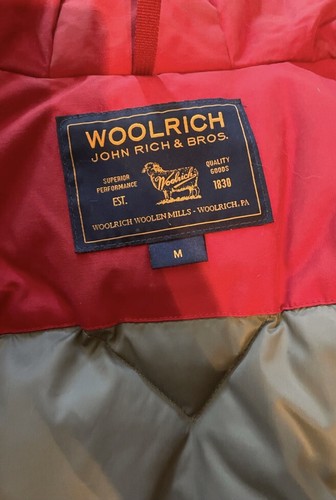 WOOLRICH
JOHN RICH & BROS.
SUPERIOR
PERFORMANCE
EST.
Woolrich
QUALITY
GOODS
1830
WOOLRICH WOOLEN MILLS - WOOLRICH, PA
M